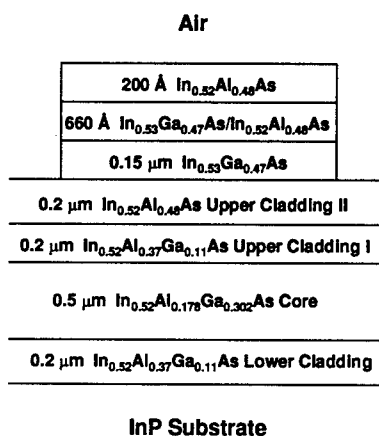 Air
200 Å In₀.₅₂Al₀.₄₈As
660 Å In₀.₅₃Ga₀.₄₇As/In₀.₅₂Al₀.₄₈As
0.15 μm In₀.₅₃Ga₀.₄₇As
0.2 μm In₀.₅₂Al₀.₄₈As Upper Cladding II
0.2 μm In₀.₅₂Al₀.₃₇Ga₀.₁₁As Upper Cladding I
0.5 μm In₀.₅₂Al₀.₁₇₈Ga₀.₃₀₂As Core
0.2 μm In₀.₅₂Al₀.₃₇Ga₀.₁₁As Lower Cladding
InP Substrate